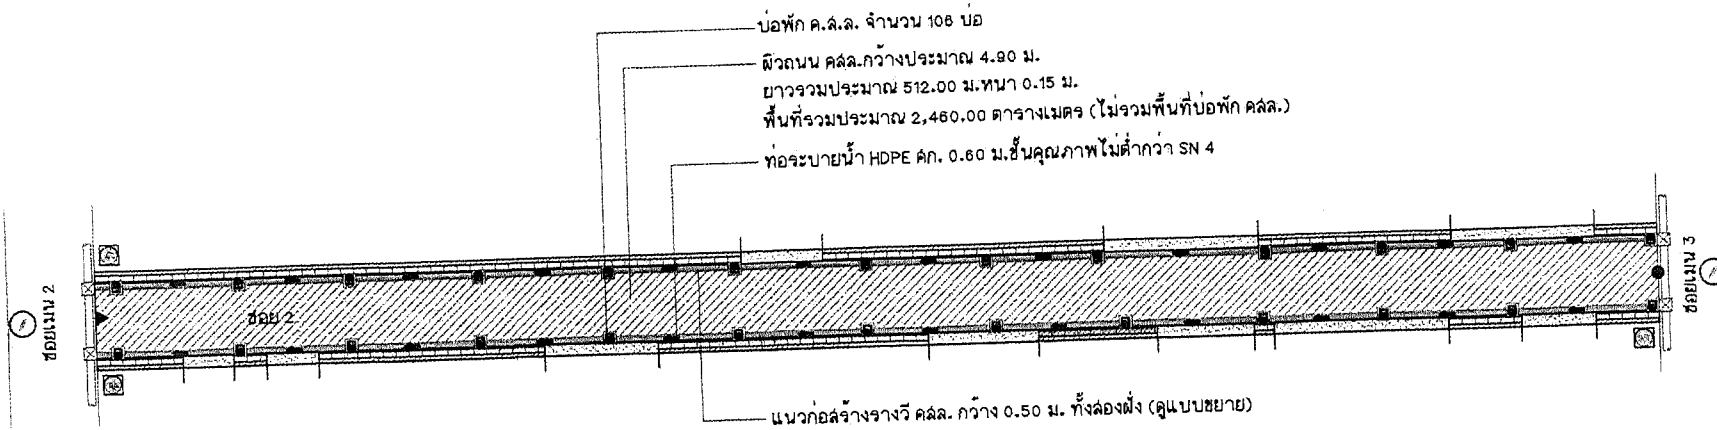 บ่อพัก ค.ส.ล. จำนวน 106 บ่อ
ผิวถนน คสล.กว้างประมาณ 4.90 ม.
ยาวรวมประมาณ 512.00 ม.หนา 0.15 ม.
พื้นที่รวมประมาณ 2,460.00 ตารางเมตร (ไม่รวมพื้นที่บ่อพัก คสล.)
ท่อระบายน้ำ HDPE ศก. 0.60 ม.ชั้นคุณภาพไม่ต่ำกว่า SN 4
ซอยเมน 2
ซอย 2
ซอยเมน 3
แนวก่อสร้างรางวี คสล. กว้าง 0.50 ม. ทั้งสองฝั่ง (ดูแบบขยาย)